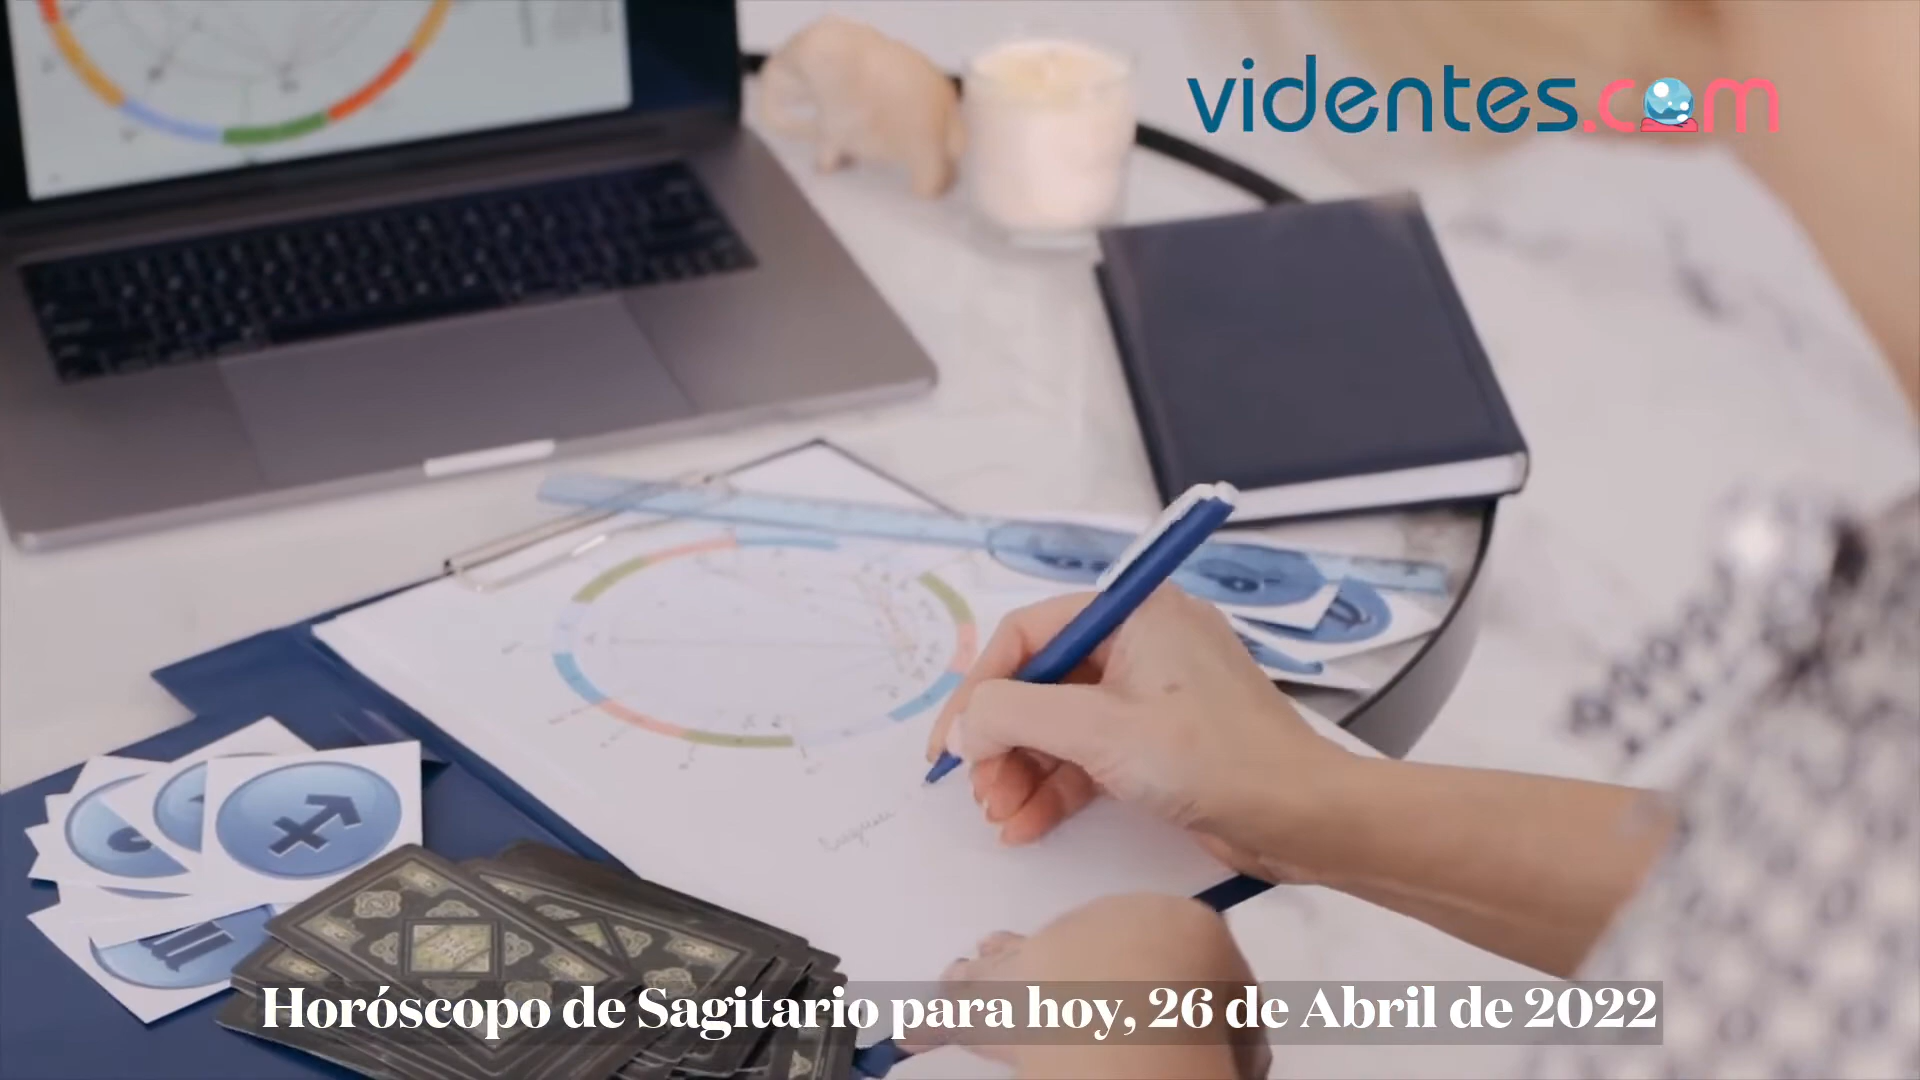 videntes.com
Horóscopo de Sagitario para hoy, 26 de Abril de 2022